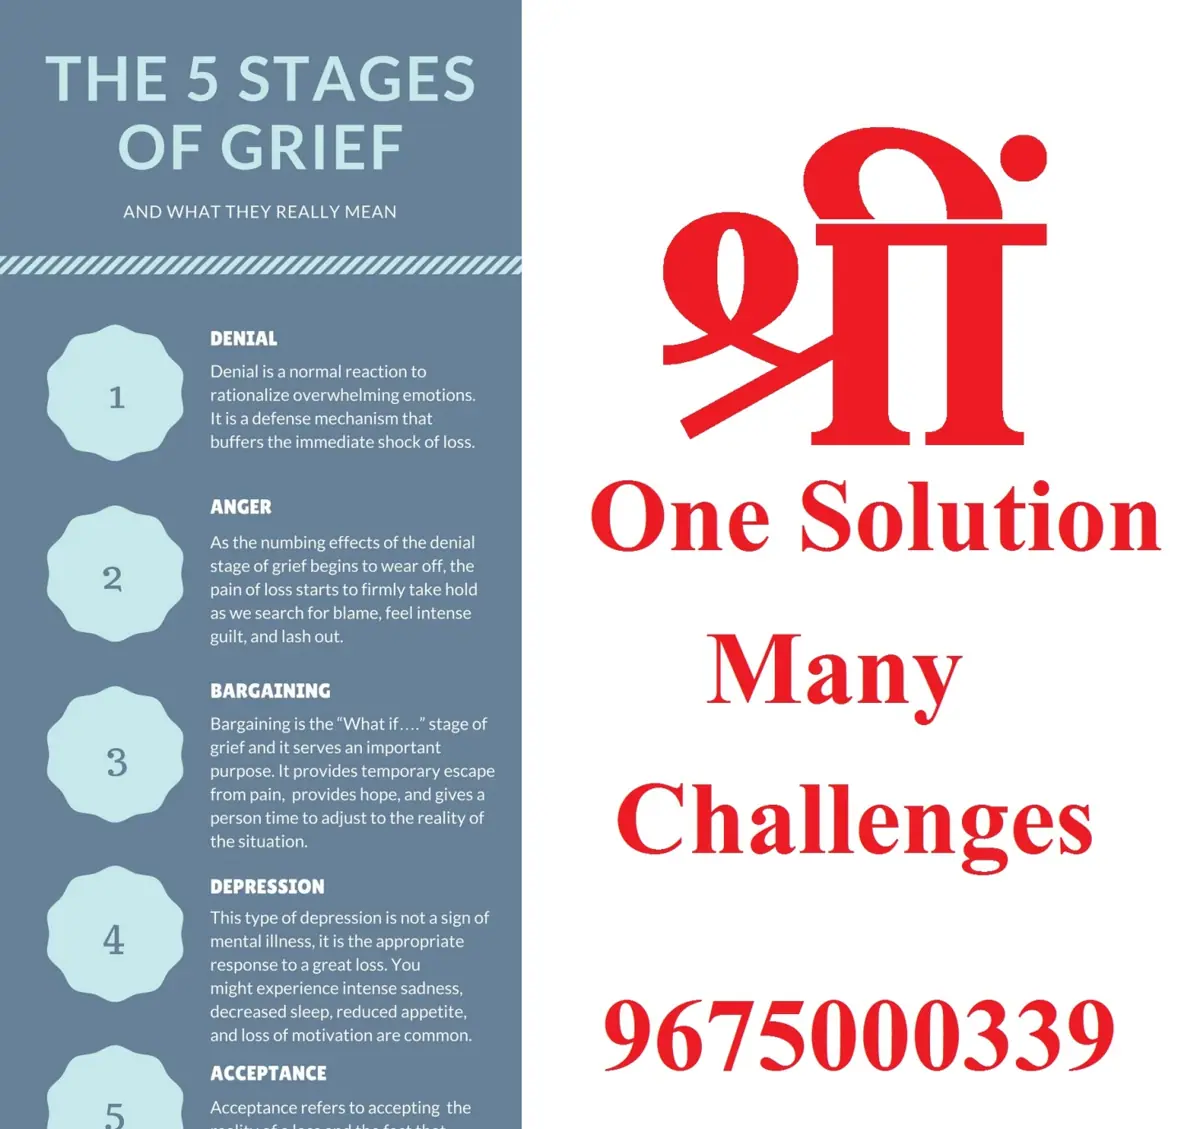 THE 5 STAGES
OF GRIEF
AND WHAT THEY REALLY MEAN
1
DENIAL
Denial is a normal reaction to
rationalize overwhelming emotions.
It is a defense mechanism that
buffers the immediate shock of loss.
2
ANGER
As the numbing effects of the denial
stage of grief begins to wear off, the
pain of loss starts to firmly take hold
as we search for blame, feel intense
guilt, and lash out.
3
BARGAINING
Bargaining is the “What if....” stage of
grief and it serves an important
purpose. It provides temporary escape
from pain,  provides hope, and gives a
person time to adjust to the reality of
the situation.
4
DEPRESSION
This type of depression is not a sign of
mental illness, it is the appropriate
response to a great loss. You
might experience intense sadness,
decreased sleep, reduced appetite,
and loss of motivation are common.
5
ACCEPTANCE
Acceptance refers to accepting  the
श्रीं
One Solution
Many
Challenges
9675000339